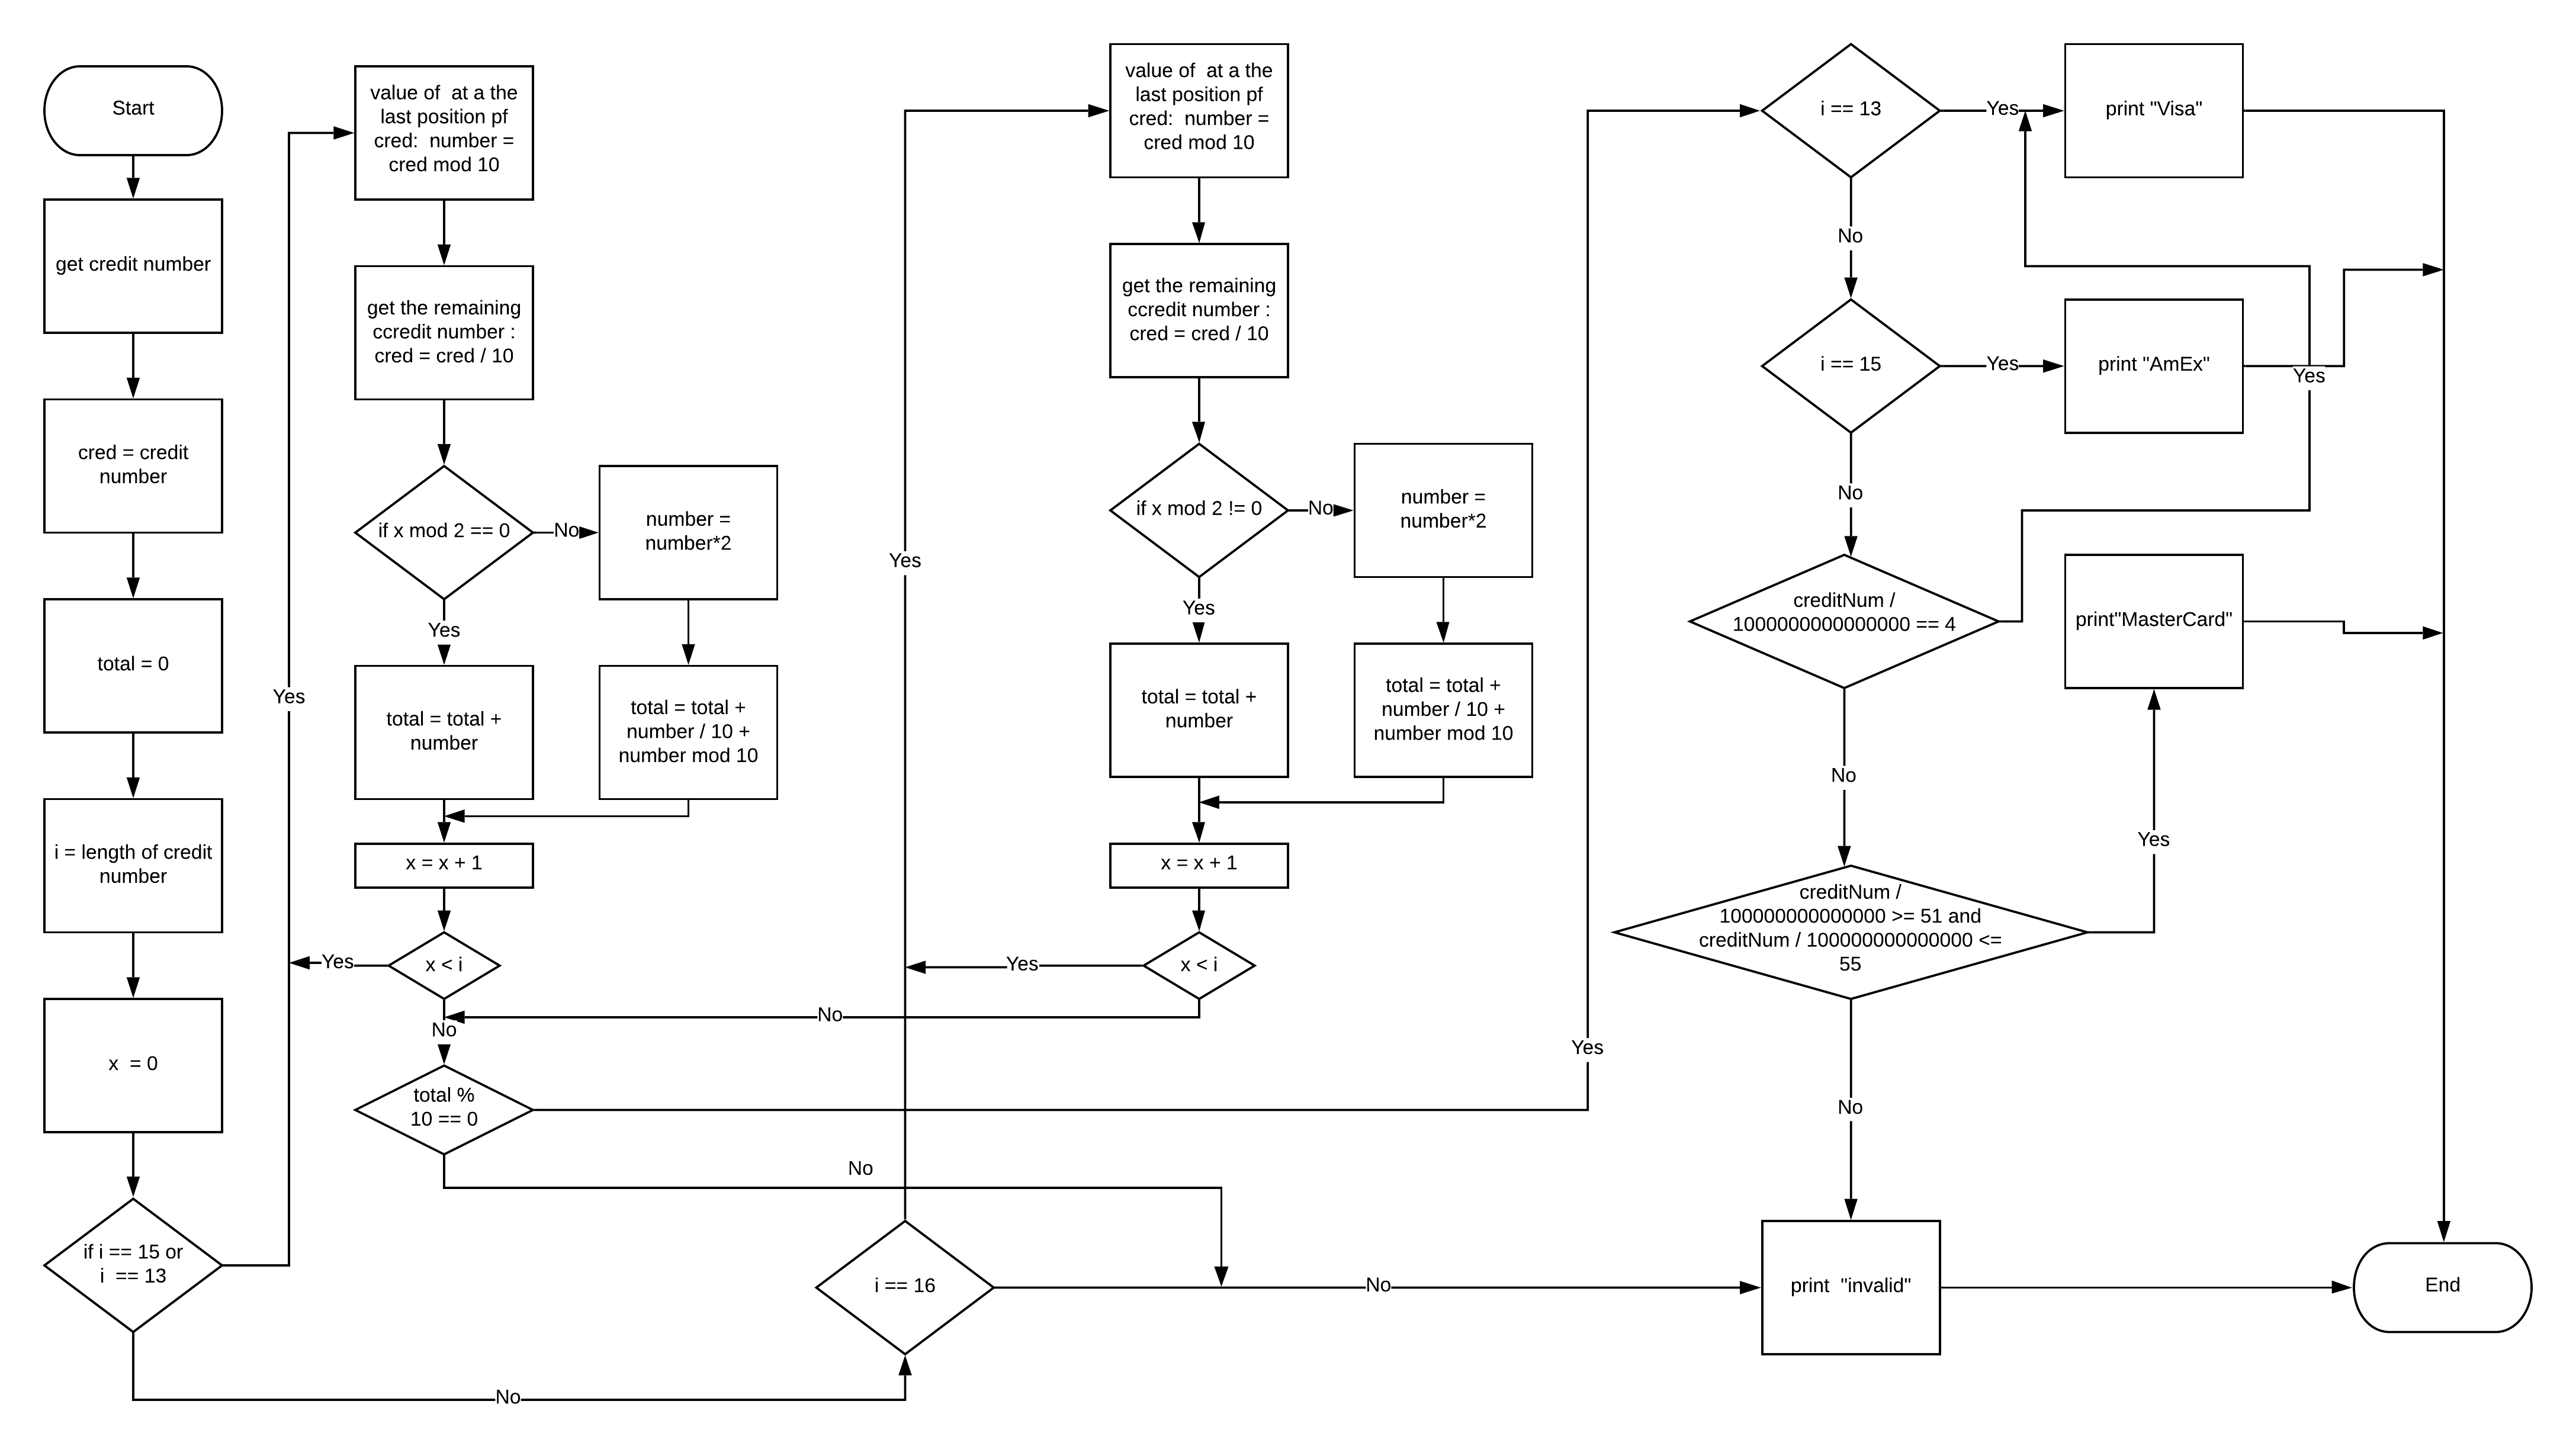 Start
get credit number
cred = credit
number
total = 0
i = length of credit
number
x  = 0
if i == 15 or
i  == 13
Yes
No
value of  at a the
last position pf
cred:  number =
cred mod 10
get the remaining
ccredit number :
cred = cred / 10
if x mod 2 == 0
No
number =
number*2
Yes
total = total +
number
total = total +
number / 10 +
number mod 10
x = x + 1
x < i
Yes
No
total %
10 == 0
No
Yes
i == 16
Yes
No
value of  at a the
last position pf
cred:  number =
cred mod 10
get the remaining
ccredit number :
cred = cred / 10
if x mod 2 != 0
No
number =
number*2
Yes
total = total +
number
total = total +
number / 10 +
number mod 10
x = x + 1
x < i
Yes
No
i == 13
Yes
print "Visa"
No
i == 15
Yes
print "AmEx"
No
creditNum /
1000000000000000 == 4
Yes
No
creditNum /
100000000000000 >= 51 and
creditNum / 100000000000000 <=
55
Yes
print"MasterCard"
No
print  "invalid"
End